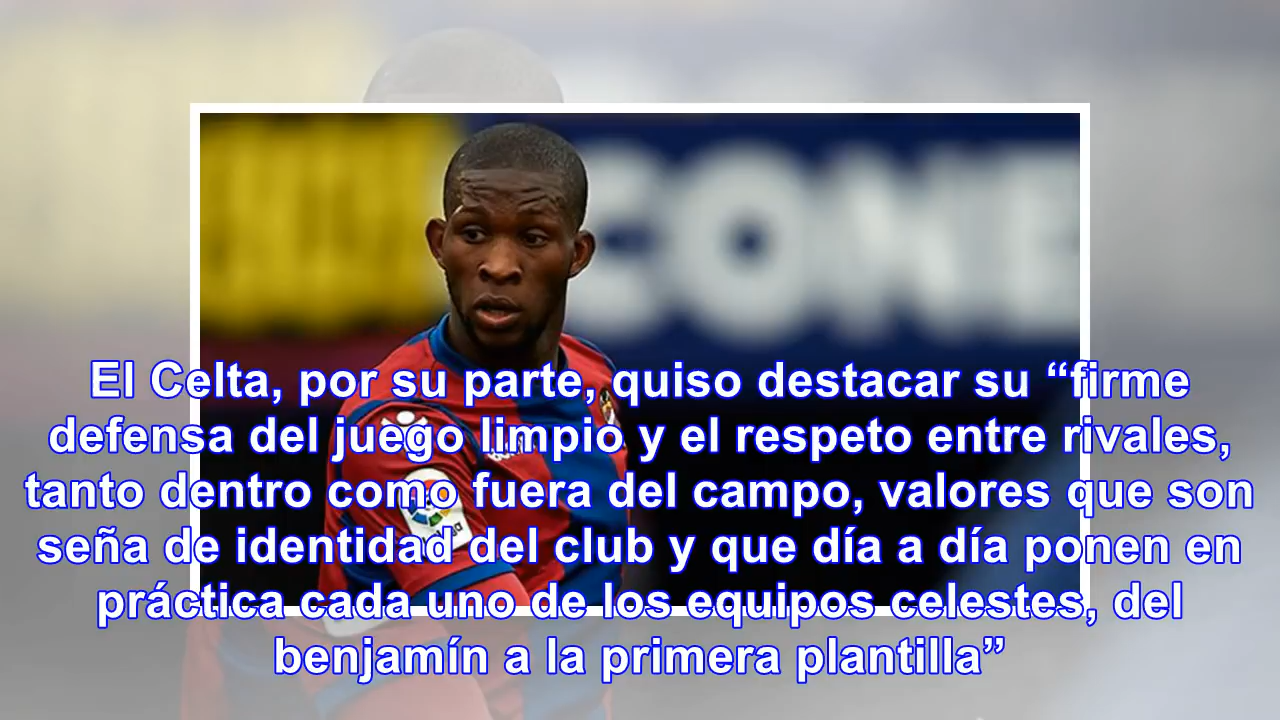 COME
El Celta, por su parte, quiso destacar su “firme
defensa del juego limpio y el respeto entre rivales,
tanto dentro como fuera del campo, valores que son
seña de identidad del club y que día a día ponen en
práctica cada uno de los equipos celestes, del
benjamín a la primera plantilla”